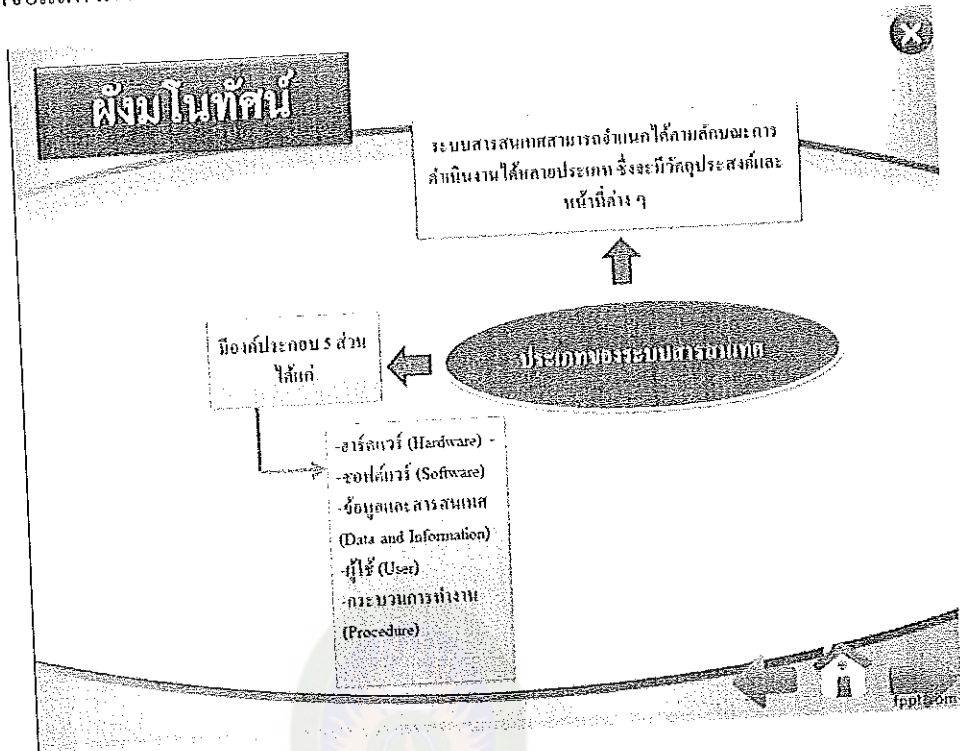 ผังมโนทัศน์
ระบบสารสนเทศสามารถจำแนกได้ตามลักษณะการ
ดำเนินงานได้หลายประเภท ซึ่งจะมีวัตถุประสงค์และ
หน้าที่ต่าง ๆ
ประเภทของระบบสารสนเทศ
มีองค์ประกอบ 5 ส่วน
ได้แก่
-ฮาร์ดแวร์ (Hardware) -
-ซอฟต์แวร์ (Software)
-ข้อมูลและสารสนเทศ
(Data and Information)
-ผู้ใช้ (User)
-กระบวนการทำงาน
(Procedure)
fppt.com